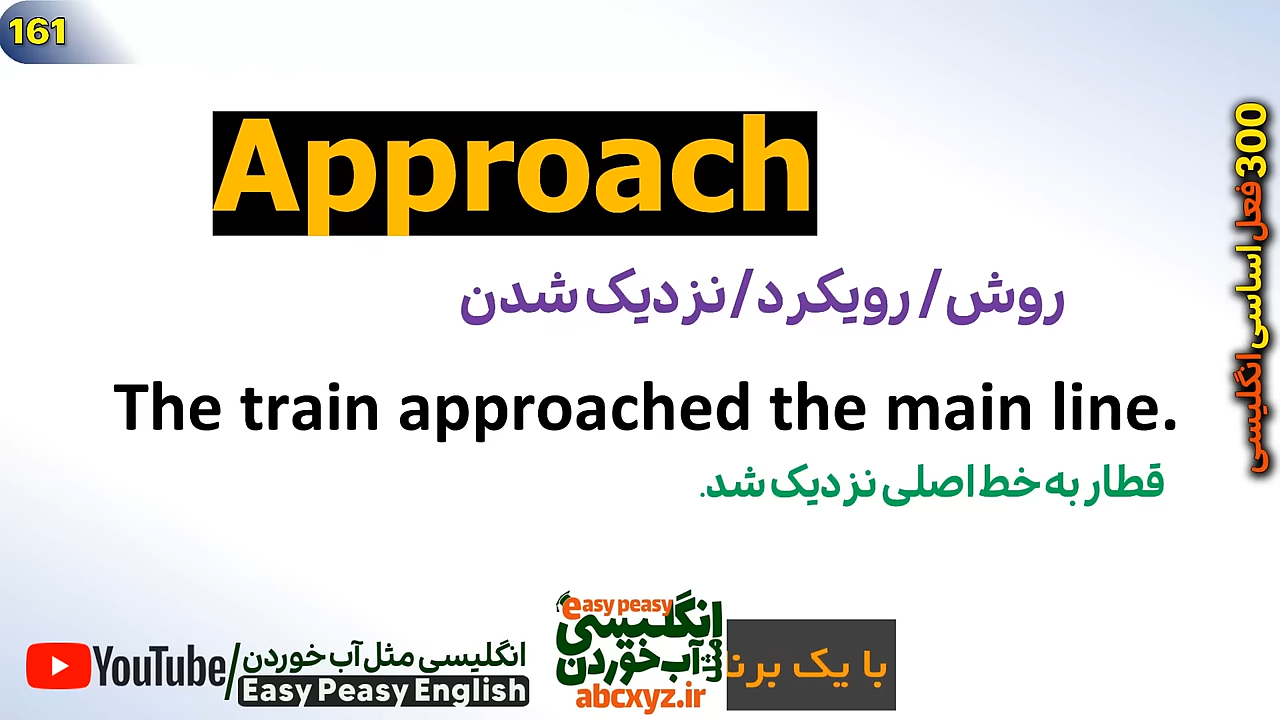 161
Approach
روش/ رویکرد/نزدیک شدن
The train approached the main line.
قطار به خط اصلی نزدیک شد.
300 فعل اساسی انگلیسی
YouTube/انگلیسی مثل آب خوردن
Easy Peasy English
easy peasy
انگلیسی
مثل آب خوردن
abcxyz.ir
با یک